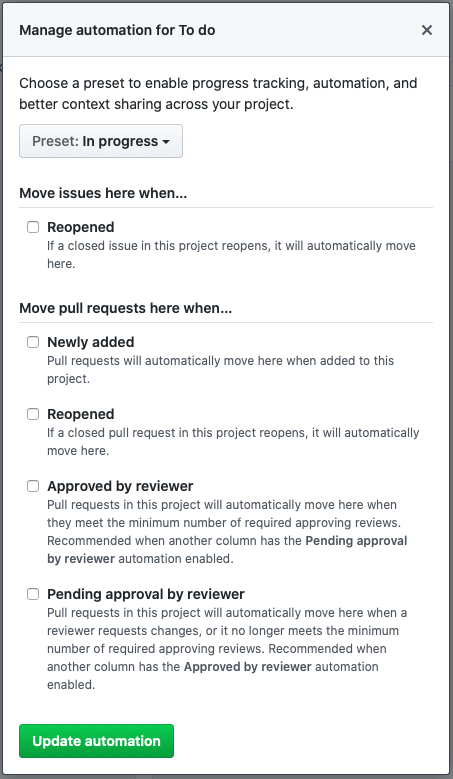 Manage automation for To do
Choose a preset to enable progress tracking, automation, and
better context sharing across your project.
Preset: In progress
Move issues here when...
Reopened
If a closed issue in this project reopens, it will automatically move
here.
Move pull requests here when...
Newly added
Pull requests will automatically move here when added to this
project.
Reopened
If a closed pull request in this project reopens, it will automatically
move here.
Approved by reviewer
Pull requests in this project will automatically move here when
they meet the minimum number of required approving reviews.
Recommended when another column has the Pending approval
by reviewer automation enabled.
Pending approval by reviewer
Pull requests in this project will automatically move here when a
reviewer requests changes, or it no longer meets the minimum
number of required approving reviews. Recommended when
another column has the Approved by reviewer automation
enabled.
Update automation